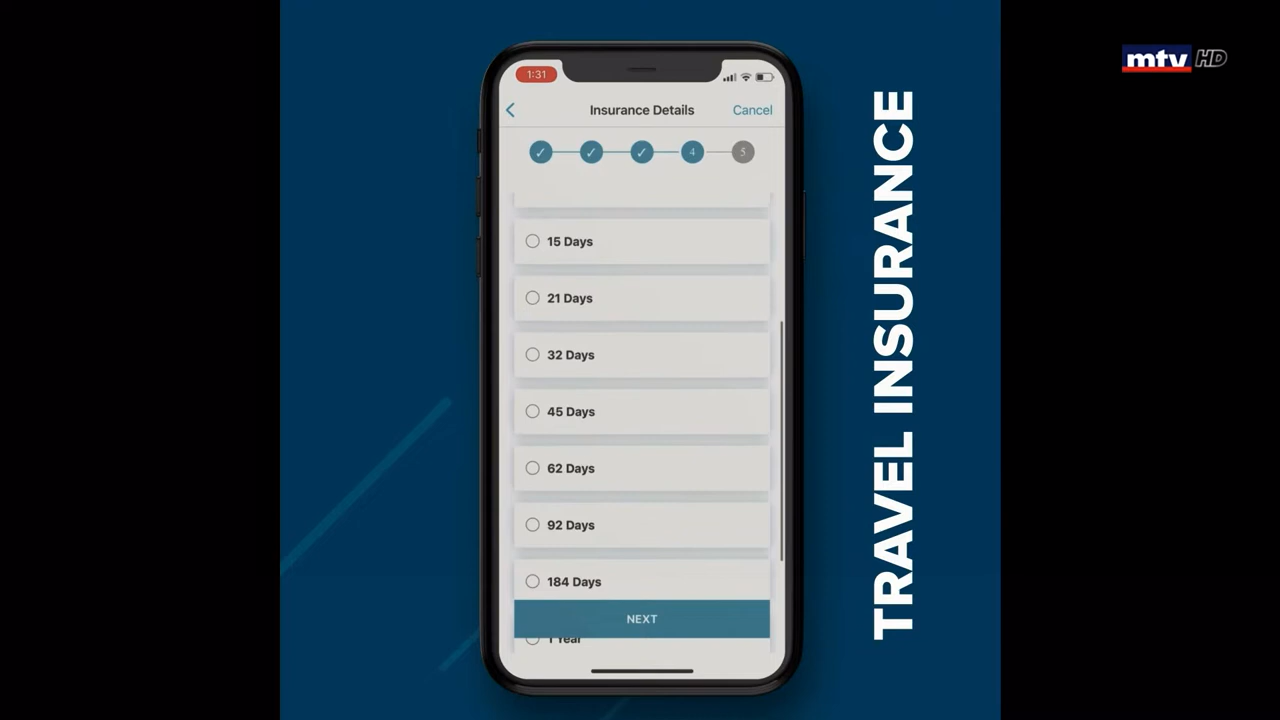 mtv HD
1:31
Insurance Details
Cancel
4
5
15 Days
21 Days
32 Days
45 Days
62 Days
92 Days
184 Days
NEXT
1 Year
TRAVEL INSURANCE